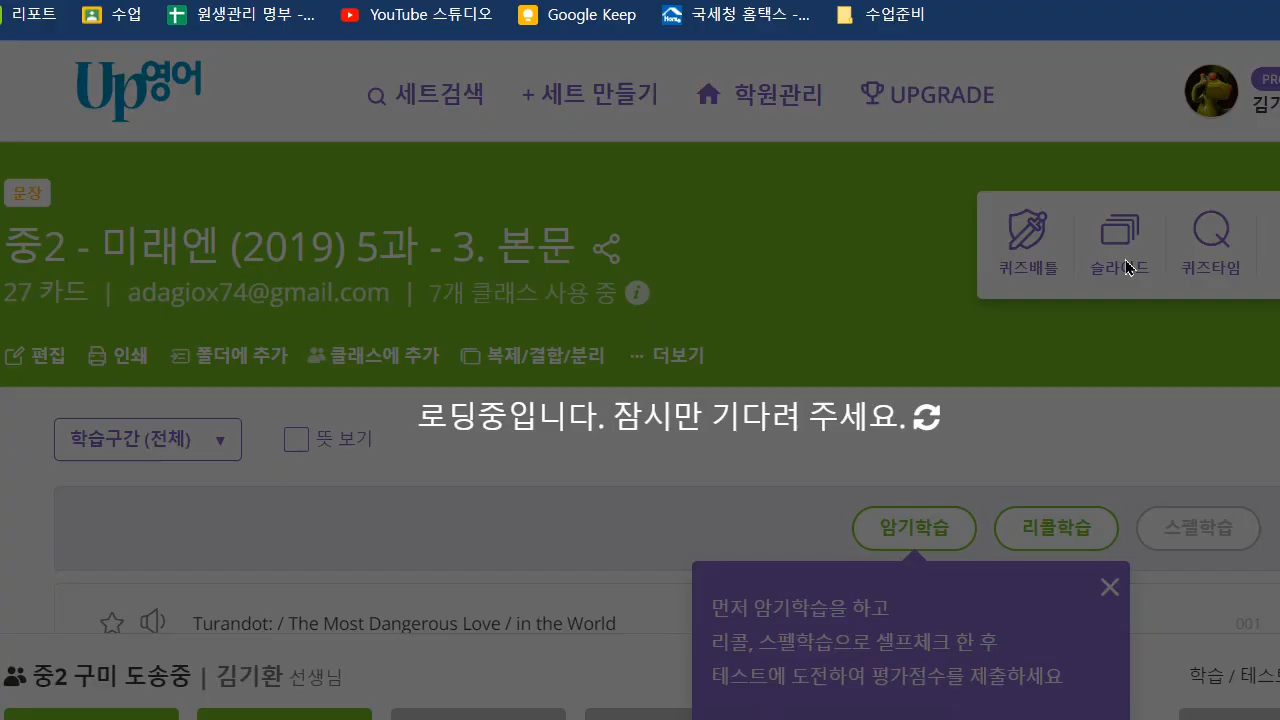 리포트 수업 원생관리 명부 -... YouTube 스튜디오 Google Keep 국세청 홈택스 -... 수업준비
Up영어 세트검색 + 세트 만들기 학원관리 UPGRADE PRO
김기
문장
중2 - 미래엔 (2019) 5과 - 3. 본문
27 카드 | adagiox74@gmail.com | 7개 클래스 사용 중
퀴즈배틀 슬라이드 퀴즈타임
편집 인쇄 폴더에 추가 클래스에 추가 복제/결합/분리 ··· 더보기
로딩중입니다. 잠시만 기다려 주세요.
학습구간 (전체) ▼ 뜻 보기
암기학습 리콜학습 스펠학습
Turandot: / The Most Dangerous Love / in the World 001
먼저 암기학습을 하고
리콜, 스펠학습으로 셀프체크 한 후
테스트에 도전하여 평가점수를 제출하세요
중2 구미 도송중 | 김기환 선생님 학습 / 테스트